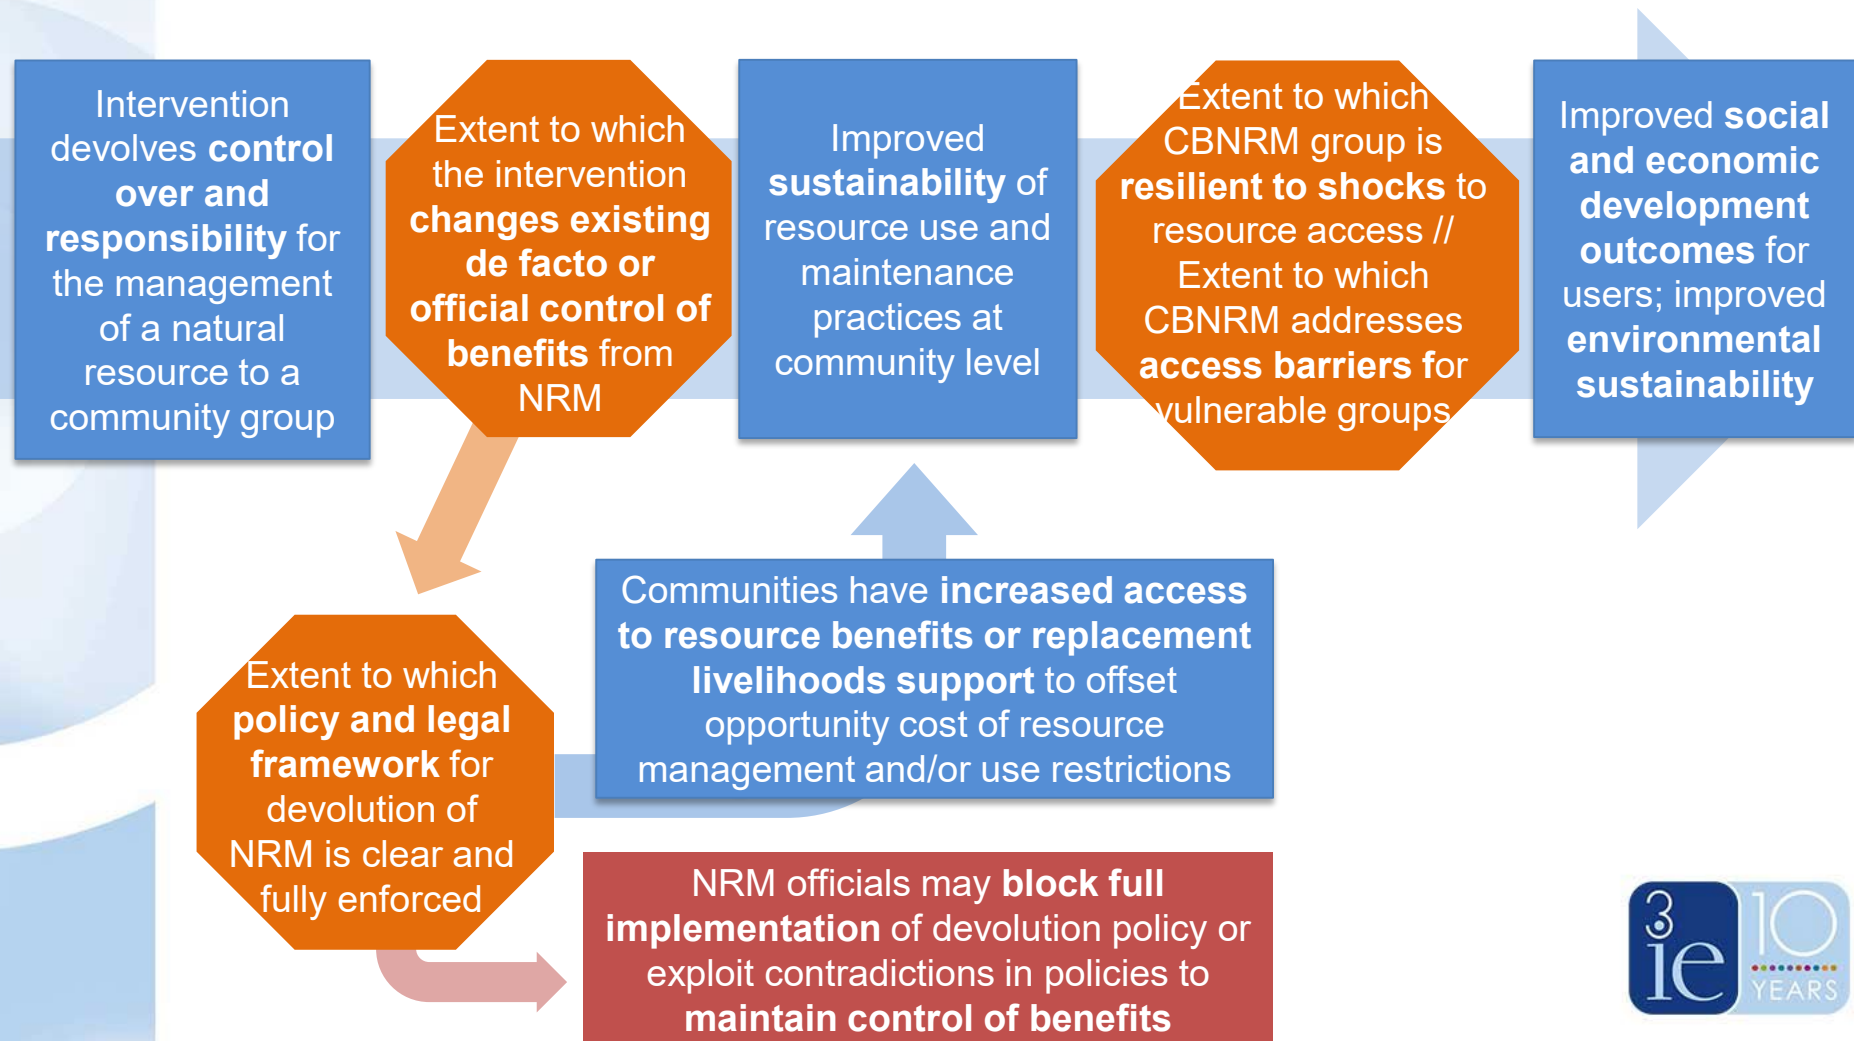 Intervention
devolves control
over and
responsibility for
the management
of a natural
resource to a
community group
Extent to which
the intervention
changes existing
de facto or
official control of
benefits from
NRM
Improved
sustainability of
resource use and
maintenance
practices at
community level
Extent to which
CBNRM group is
resilient to shocks to
resource access //
Extent to which
CBNRM addresses
access barriers for
vulnerable groups
Improved social
and economic
development
outcomes for
users; improved
environmental
sustainability
Extent to which
policy and legal
framework for
devolution of
NRM is clear and
fully enforced
Communities have increased access
to resource benefits or replacement
livelihoods support to offset
opportunity cost of resource
management and/or use restrictions
NRM officials may block full
implementation of devolution policy or
exploit contradictions in policies to
maintain control of benefits
3
ie
10
YEARS